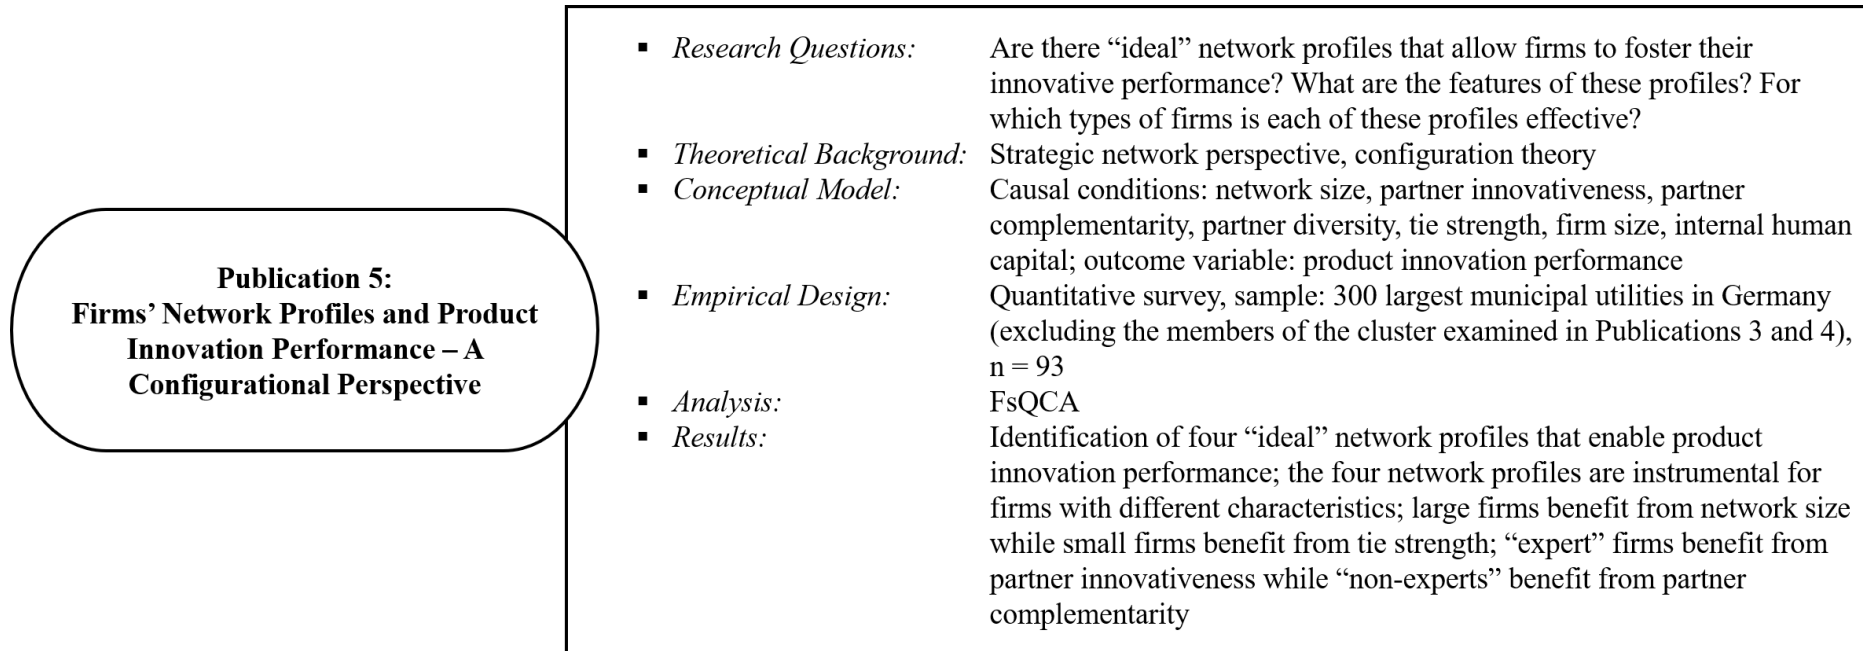 Publication 5:
Firms’ Network Profiles and Product
Innovation Performance – A
Configurational Perspective
▪ Research Questions: Are there “ideal” network profiles that allow firms to foster their
innovative performance? What are the features of these profiles? For
which types of firms is each of these profiles effective?
▪ Theoretical Background: Strategic network perspective, configuration theory
▪ Conceptual Model: Causal conditions: network size, partner innovativeness, partner
complementarity, partner diversity, tie strength, firm size, internal human
capital; outcome variable: product innovation performance
▪ Empirical Design: Quantitative survey, sample: 300 largest municipal utilities in Germany
(excluding the members of the cluster examined in Publications 3 and 4),
n = 93
▪ Analysis: FsQCA
▪ Results: Identification of four “ideal” network profiles that enable product
innovation performance; the four network profiles are instrumental for
firms with different characteristics; large firms benefit from network size
while small firms benefit from tie strength; “expert” firms benefit from
partner innovativeness while “non-experts” benefit from partner
complementarity